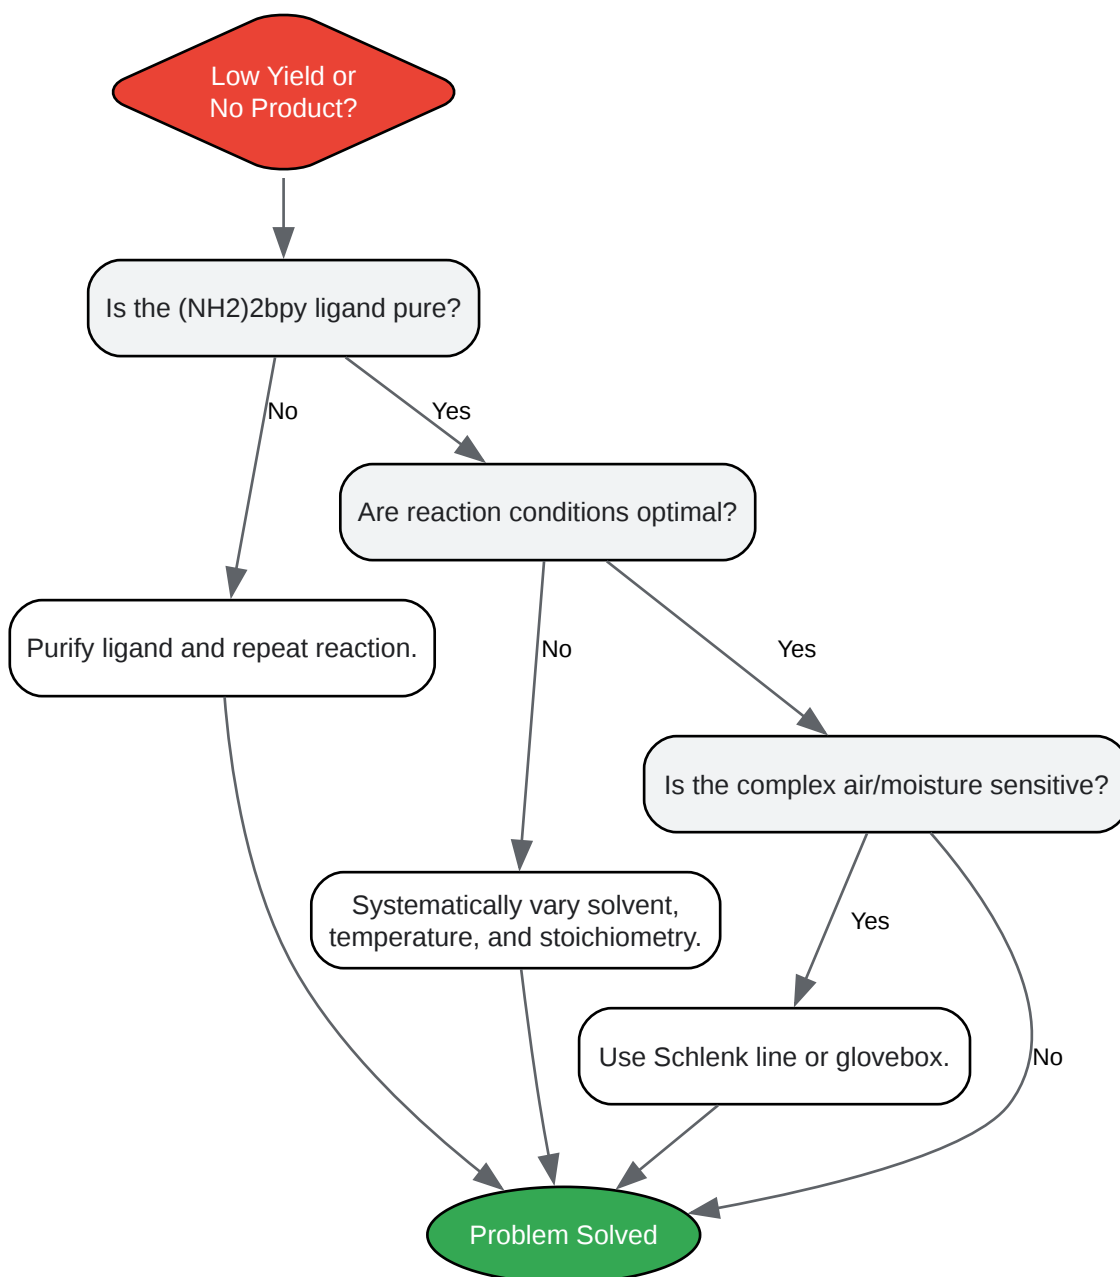 Low Yield or
No Product?
Is the (NH2)2bpy ligand pure?
No
Yes
Are reaction conditions optimal?
Purify ligand and repeat reaction.
No
Yes
Is the complex air/moisture sensitive?
Systematically vary solvent,
temperature, and stoichiometry.
Yes
Use Schlenk line or glovebox.
No
Problem Solved